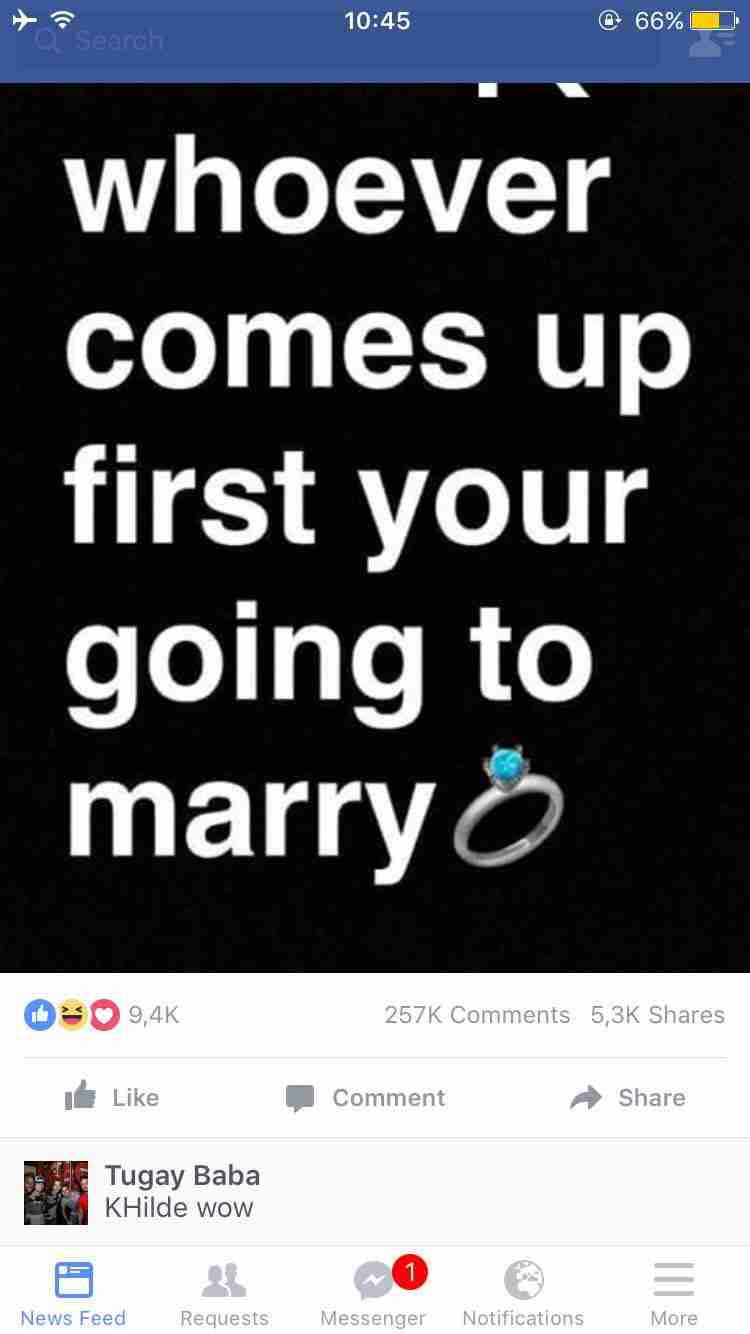 10:45
66%
Search
whoever
comes up
first your
going to
marry
9,4K 257K Comments 5,3K Shares
Like Comment Share
Tugay Baba
KHilde wow
1
News Feed Requests Messenger Notifications More